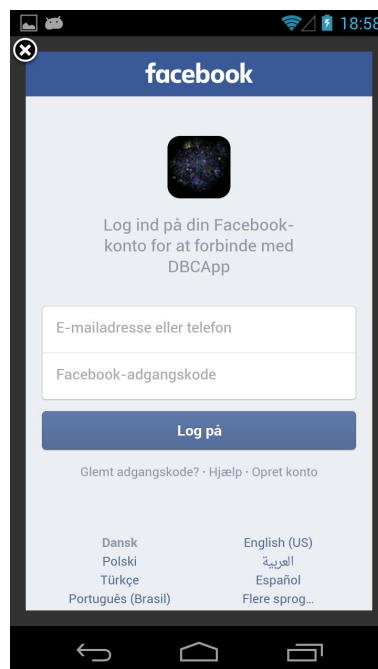 18:58
facebook
Log ind på din Facebook-
konto for at forbinde med
DBCApp
E-mailadresse eller telefon
Facebook-adgangskode
Log på
Glemt adgangskode? · Hjælp · Opret konto
Dansk English (US)
Polski العربية
Türkçe Español
Português (Brasil) Flere sprog...